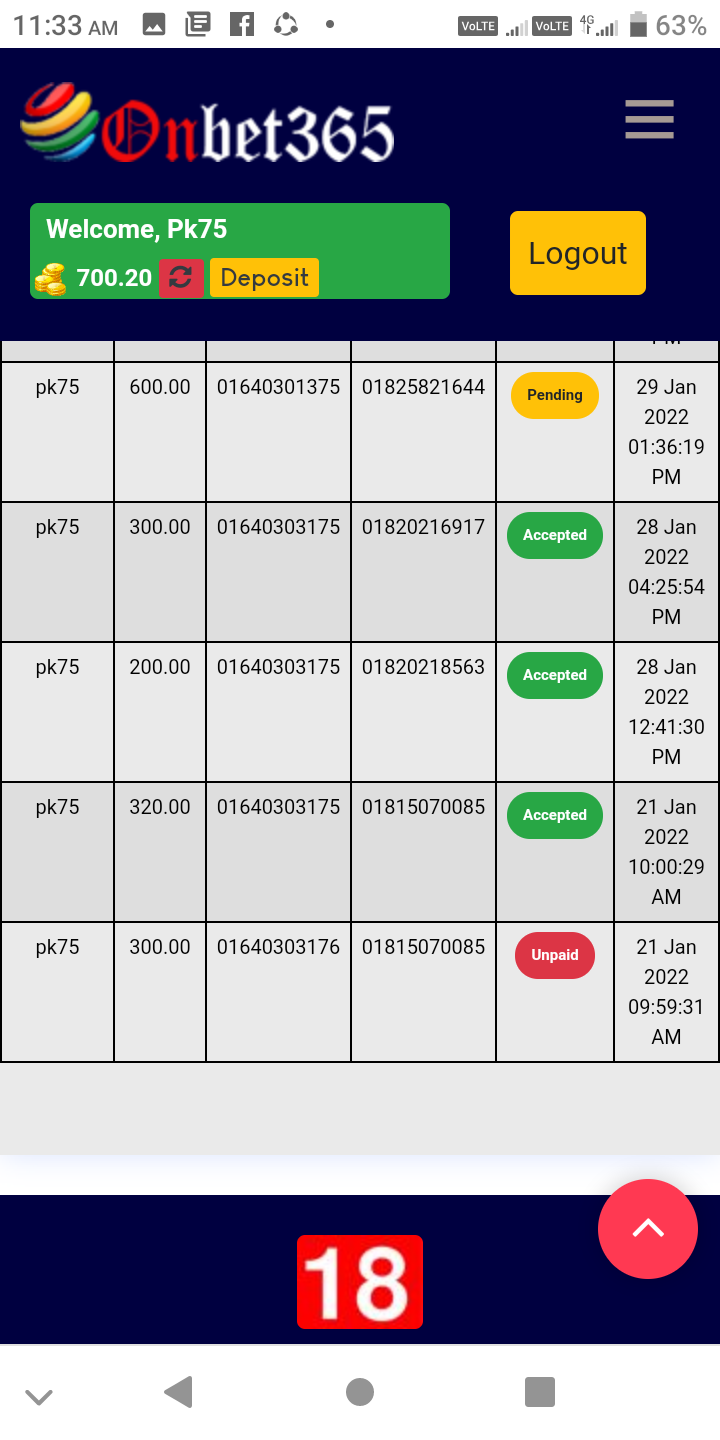 11:33 AM
VoLTE VoLTE 4G 63%
Onbet365
Welcome, Pk75
700.20 Deposit
Logout
PM
pk75 600.00 01640301375 01825821644 Pending 29 Jan
2022
01:36:19
PM
pk75 300.00 01640303175 01820216917 Accepted 28 Jan
2022
04:25:54
PM
pk75 200.00 01640303175 01820218563 Accepted 28 Jan
2022
12:41:30
PM
pk75 320.00 01640303175 01815070085 Accepted 21 Jan
2022
10:00:29
AM
pk75 300.00 01640303176 01815070085 Unpaid 21 Jan
2022
09:59:31
AM
18